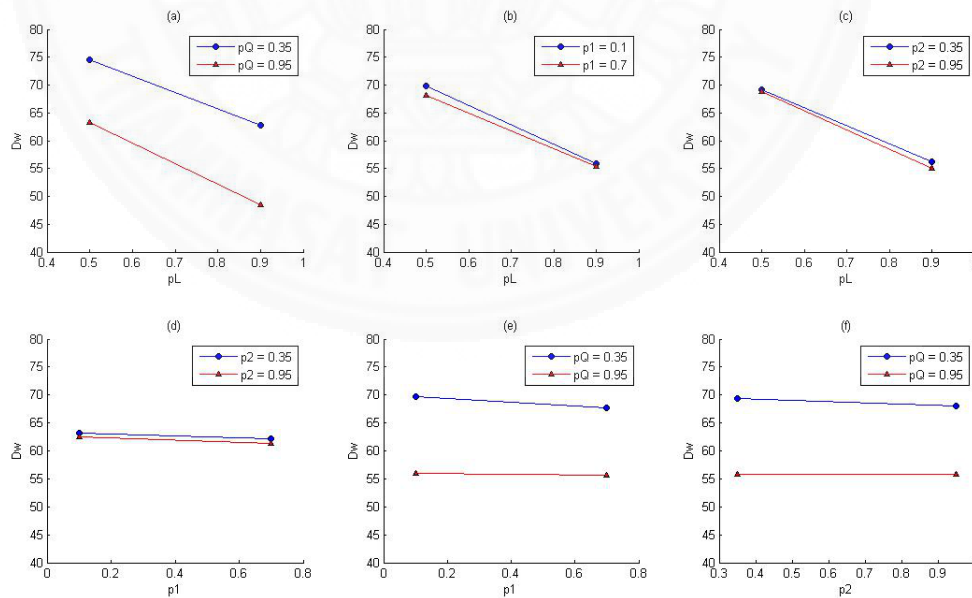 (a)
80
75
70
65
60
55
50
45
40
Dw
pQ = 0.35
pQ = 0.95
0.4 0.5 0.6 0.7 0.8 0.9 1
pL
(b)
80
75
70
65
60
55
50
45
40
Dw
p1 = 0.1
p1 = 0.7
0.4 0.5 0.6 0.7 0.8 0.9 1
pL
(c)
80
75
70
65
60
55
50
45
40
Dw
p2 = 0.35
p2 = 0.95
0.4 0.5 0.6 0.7 0.8 0.9 1
pL
(d)
80
75
70
65
60
55
50
45
40
Dw
p2 = 0.35
p2 = 0.95
0 0.2 0.4 0.6 0.8
p1
(e)
80
75
70
65
60
55
50
45
40
Dw
pQ = 0.35
pQ = 0.95
0 0.2 0.4 0.6 0.8
p1
(f)
80
75
70
65
60
55
50
45
40
Dw
pQ = 0.35
pQ = 0.95
0.3 0.4 0.5 0.6 0.7 0.8 0.9
p2